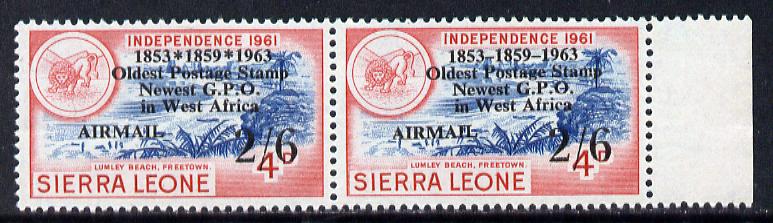 INDEPENDENCE 1961
1853*1859*1963
Oldest Postage Stamp
Newest G.P.O.
in West Africa
AIRMAIL
2/6
4D
LUMLEY BEACH, FREETOWN.
SIERRA LEONE
INDEPENDENCE 1961
1853-1859-1963
Oldest Postage Stamp
Newest G.P.O.
in West Africa
AIRMAIL
2/6
4D
LUMLEY BEACH, FREETOWN.
SIERRA LEONE